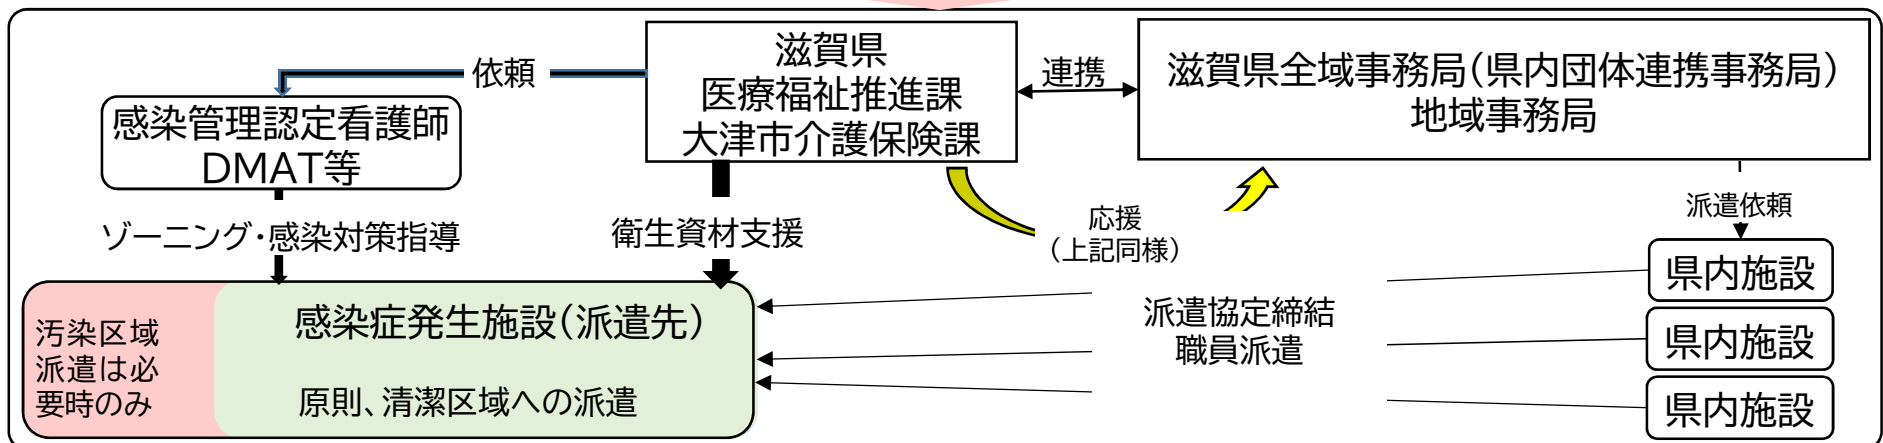 滋賀県
医療福祉推進課
大津市介護保険課
依頼
連携
滋賀県全域事務局(県内団体連携事務局)
地域事務局
感染管理認定看護師
DMAT等
ゾーニング・感染対策指導
衛生資材支援
応援
(上記同様)
派遣依頼
県内施設
県内施設
県内施設
派遣協定締結
職員派遣
感染症発生施設(派遣先)
原則、清潔区域への派遣
汚染区域
派遣は必
要時のみ